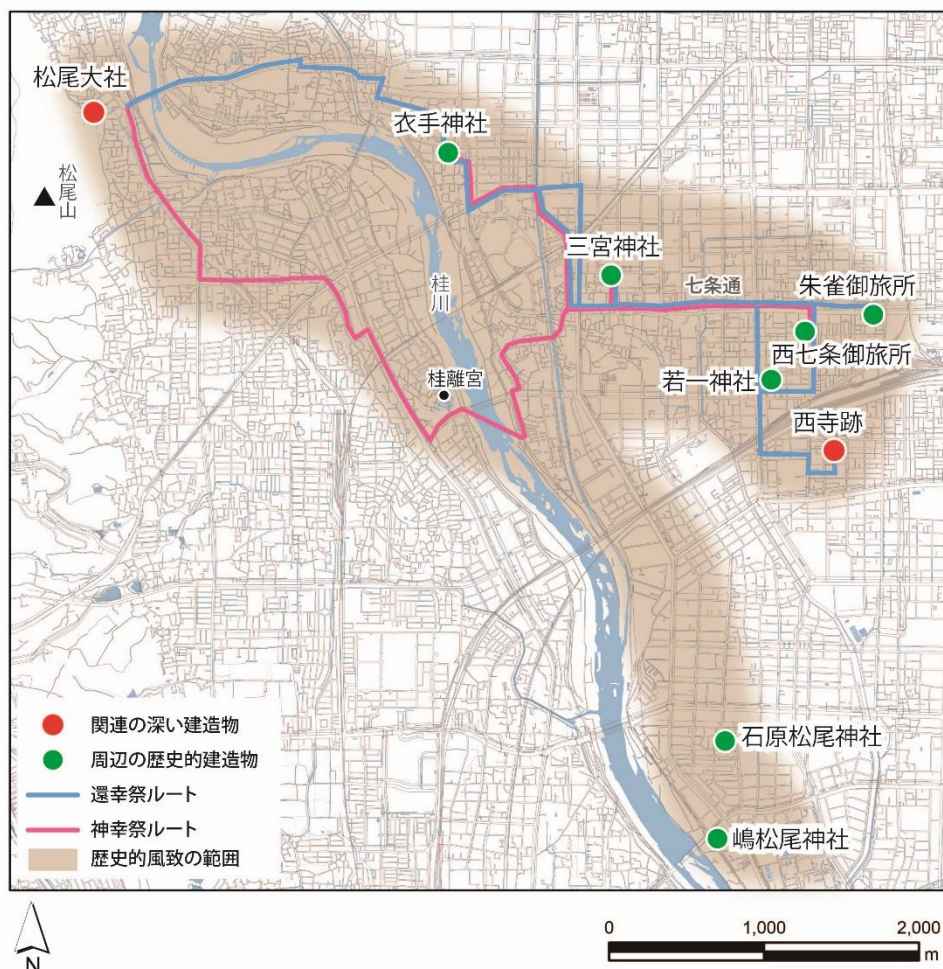 松尾大社
衣手神社
松尾山
三宮神社
七条通
朱雀御旅所
桂川
西七条御旅所
桂離宮
若一神社
西寺跡
関連の深い建造物
周辺の歴史的建造物
還幸祭ルート
神幸祭ルート
歴史的風致の範囲
石原松尾神社
嶋松尾神社
N
0 1,000 2,000
m